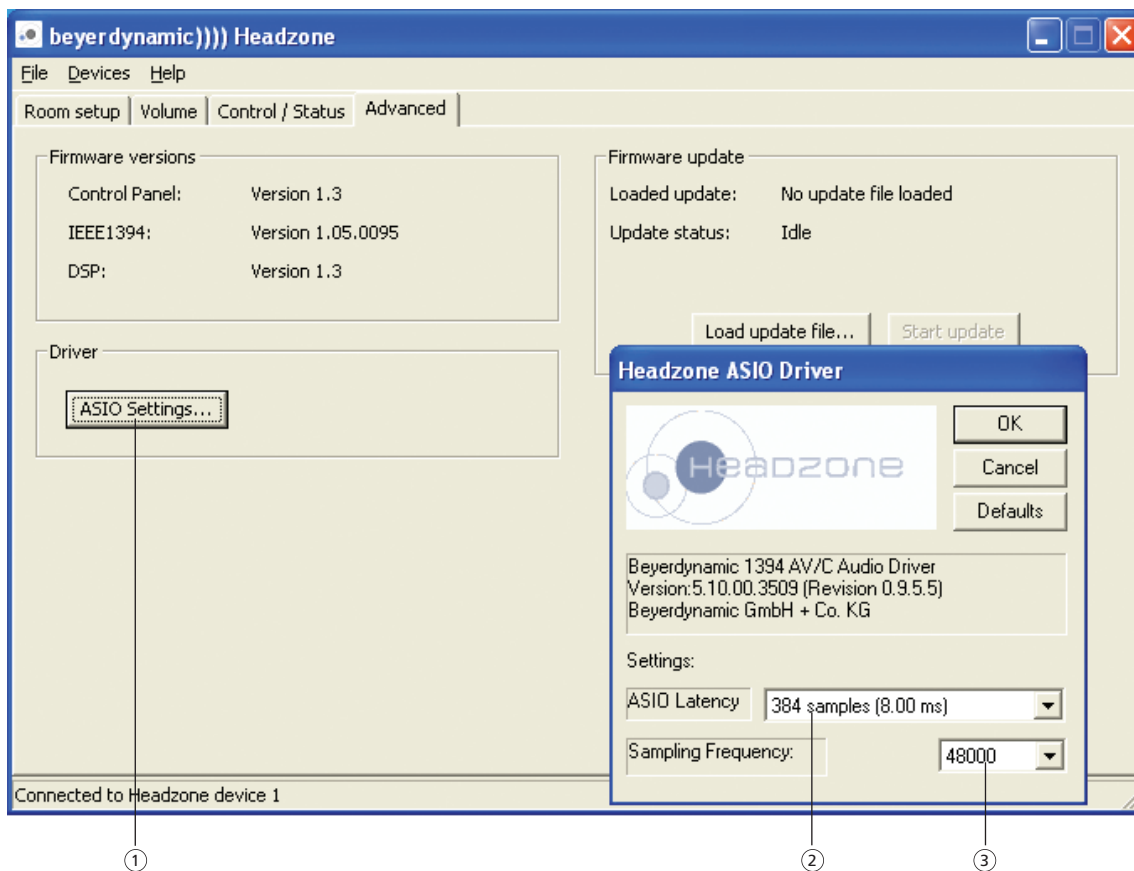 beyerdynamic)))) Headzone
File Devices Help
Room setup Volume Control / Status Advanced
Firmware versions
Control Panel: Version 1.3
IEEE1394: Version 1.05.0095
DSP: Version 1.3
Firmware update
Loaded update: No update file loaded
Update status: Idle
Load update file... Start update
Driver
ASIO Settings...
Headzone ASIO Driver
HEADZONE
OK
Cancel
Defaults
Beyerdynamic 1394 AV/C Audio Driver
Version:5.10.00.3509 (Revision 0.9.5.5)
Beyerdynamic GmbH + Co. KG
Settings:
ASIO Latency 384 samples (8.00 ms)
Sampling Frequency: 48000
Connected to Headzone device 1
① ② ③